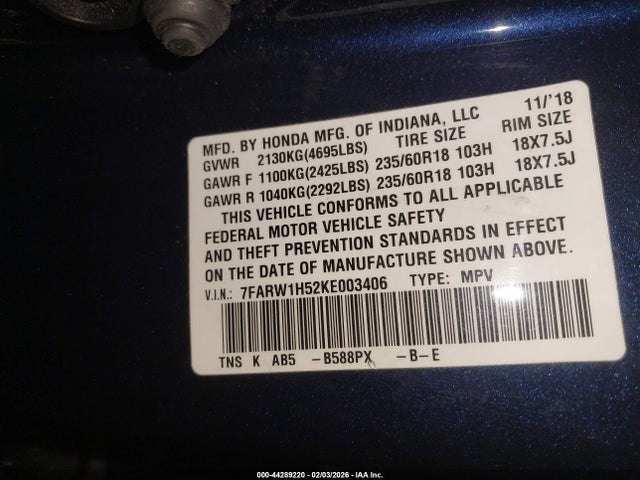 MFD. BY HONDA MFG. OF INDIANA, LLC 11/'18
GVWR 2130KG(4695LBS) TIRE SIZE RIM SIZE
GAWR F 1100KG(2425LBS) 235/60R18 103H 18X7.5J
GAWR R 1040KG(2292LBS) 235/60R18 103H 18X7.5J
THIS VEHICLE CONFORMS TO ALL APPLICABLE
FEDERAL MOTOR VEHICLE SAFETY
AND THEFT PREVENTION STANDARDS IN EFFECT
ON THE DATE OF MANUFACTURE SHOWN ABOVE.
V.I.N.: 7FARW1H52KE003406 TYPE: MPV
TNS K AB5 -B588PX -B-E
000-44289220 - 02/03/2026 - IAA Inc.